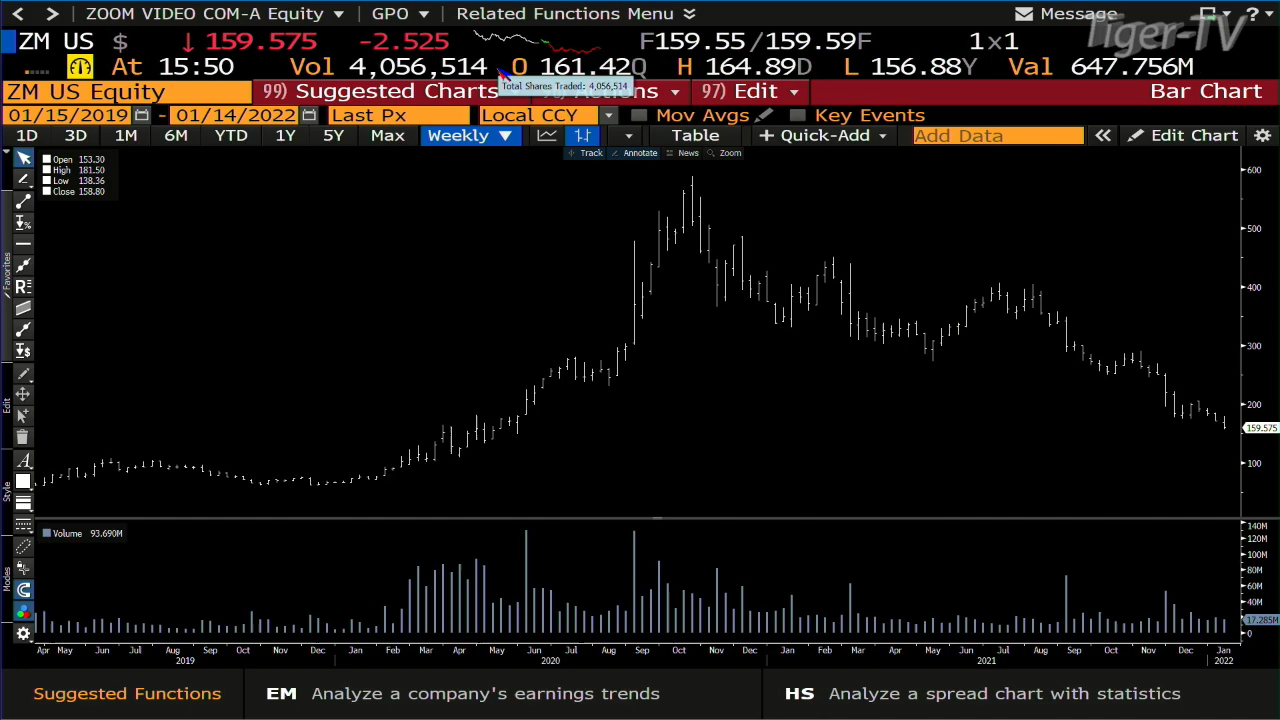 ZOOM VIDEO COM-A Equity GPO Related Functions Menu Message ?
Tiger-TV
ZM US $ ↓ 159.575 -2.525 F159.55/159.59F 1x1
At 15:50 Vol 4,056,514 O 161.42Q H 164.89D L 156.88Y Val 647.756M
Total Shares Traded: 4,056,514
ZM US Equity 99) Suggested Charts Actions 97) Edit Bar Chart
01/15/2019 - 01/14/2022 Last Px Local CCY Mov Avgs Key Events
1D 3D 1M 6M YTD 1Y 5Y Max Weekly ▼ Table + Quick-Add Add Data « Edit Chart
Track Annotate News Zoom
Open 153.30
High 181.50
Low 138.36
Close 158.80
Favorites
Edit
Style
Modes
600
500
400
300
200
159.575
100
Volume 93.690M
140M
120M
100M
80M
60M
40M
17.285M
0
Apr May Jun Jul Aug Sep Oct Nov Dec Jan Feb Mar Apr May Jun Jul Aug Sep Oct Nov Dec Jan Feb Mar Apr May Jun Jul Aug Sep Oct Nov Dec Jan
2019 2020 2021 2022
Suggested Functions EM Analyze a company's earnings trends HS Analyze a spread chart with statistics